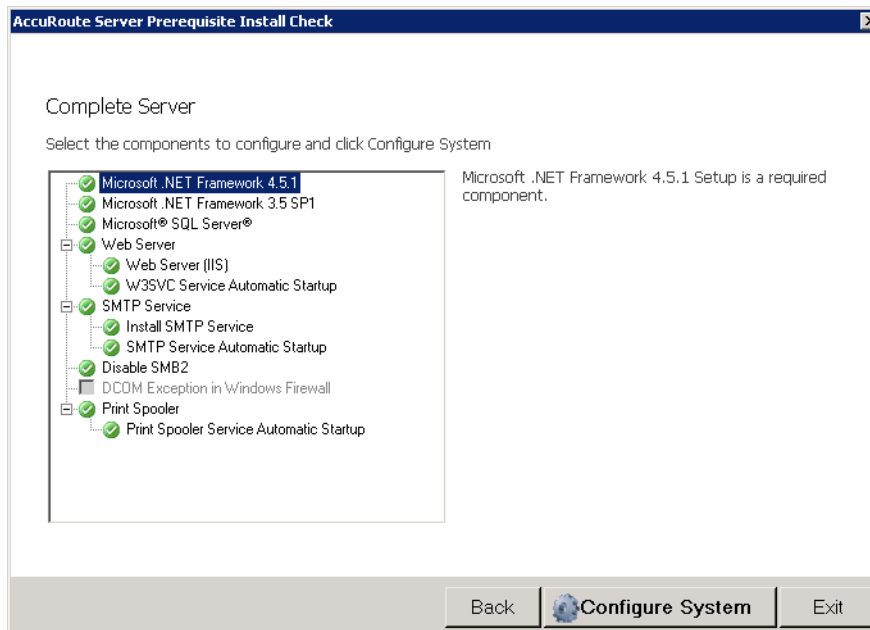 AccuRoute Server Prerequisite Install Check
Complete Server
Select the components to configure and click Configure System
Microsoft .NET Framework 4.5.1
Microsoft .NET Framework 3.5 SP1
Microsoft® SQL Server®
Web Server
Web Server (IIS)
W3SVC Service Automatic Startup
SMTP Service
Install SMTP Service
SMTP Service Automatic Startup
Disable SMB2
DCOM Exception in Windows Firewall
Print Spooler
Print Spooler Service Automatic Startup
Microsoft .NET Framework 4.5.1 Setup is a required
component.
Back
Configure System
Exit